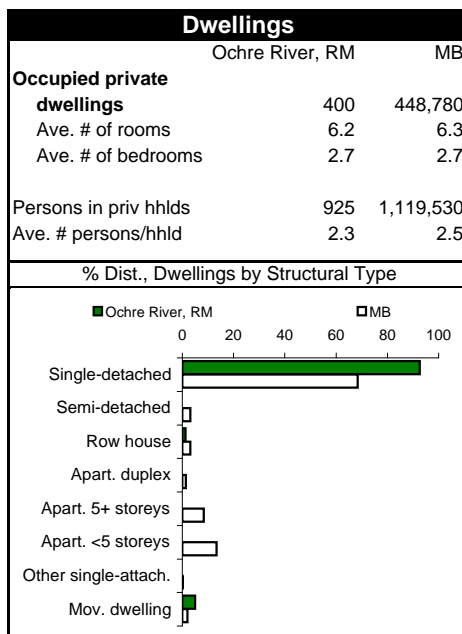 Dwellings
Ochre River, RM MB
Occupied private
dwellings 400 448,780
Ave. # of rooms 6.2 6.3
Ave. # of bedrooms 2.7 2.7
Persons in priv hhlds 925 1,119,530
Ave. # persons/hhld 2.3 2.5
% Dist., Dwellings by Structural Type
Ochre River, RM MB
0 20 40 60 80 100
Single-detached
Semi-detached
Row house
Apart. duplex
Apart. 5+ storeys
Apart. <5 storeys
Other single-attach.
Mov. dwelling